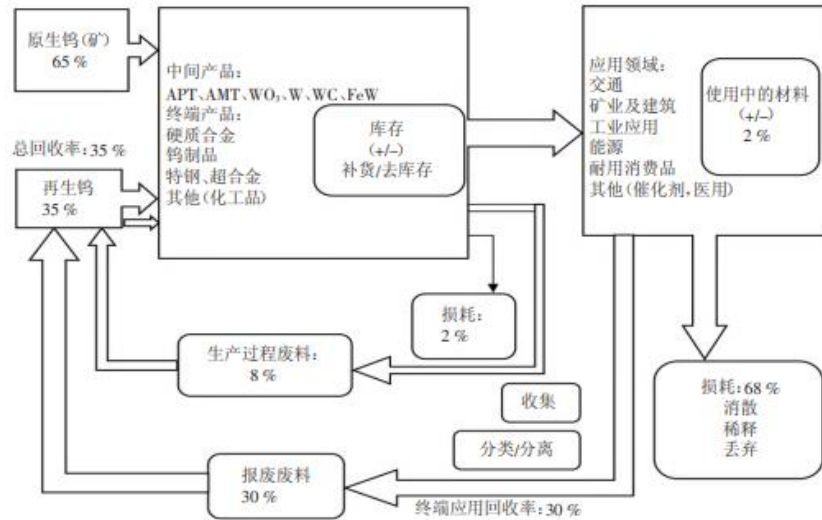 原生钨(矿)
65 %
中间产品:
APT、AMT、WO₃、W、WC、FeW
终端产品:
硬质合金
钨制品
特钢、超合金
其他(化工品)
库存
(+/–)
补货/去库存
应用领域:
交通
矿业及建筑
工业应用
能源
耐用消费品
其他(催化剂,医用)
使用中的材料
(+/–)
2 %
总回收率:35 %
再生钨
35 %
损耗:
2 %
生产过程废料:
8 %
收集
分类/分离
损耗:68 %
消散
稀释
丢弃
报废废料
30 %
终端应用回收率:30 %